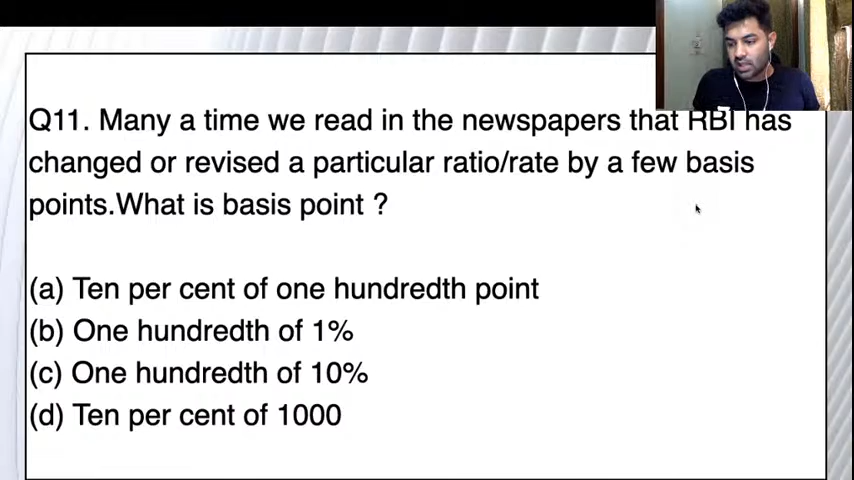 Q11. Many a time we read in the newspapers that RBI has
changed or revised a particular ratio/rate by a few basis
points.What is basis point ?
(a) Ten per cent of one hundredth point
(b) One hundredth of 1%
(c) One hundredth of 10%
(d) Ten per cent of 1000